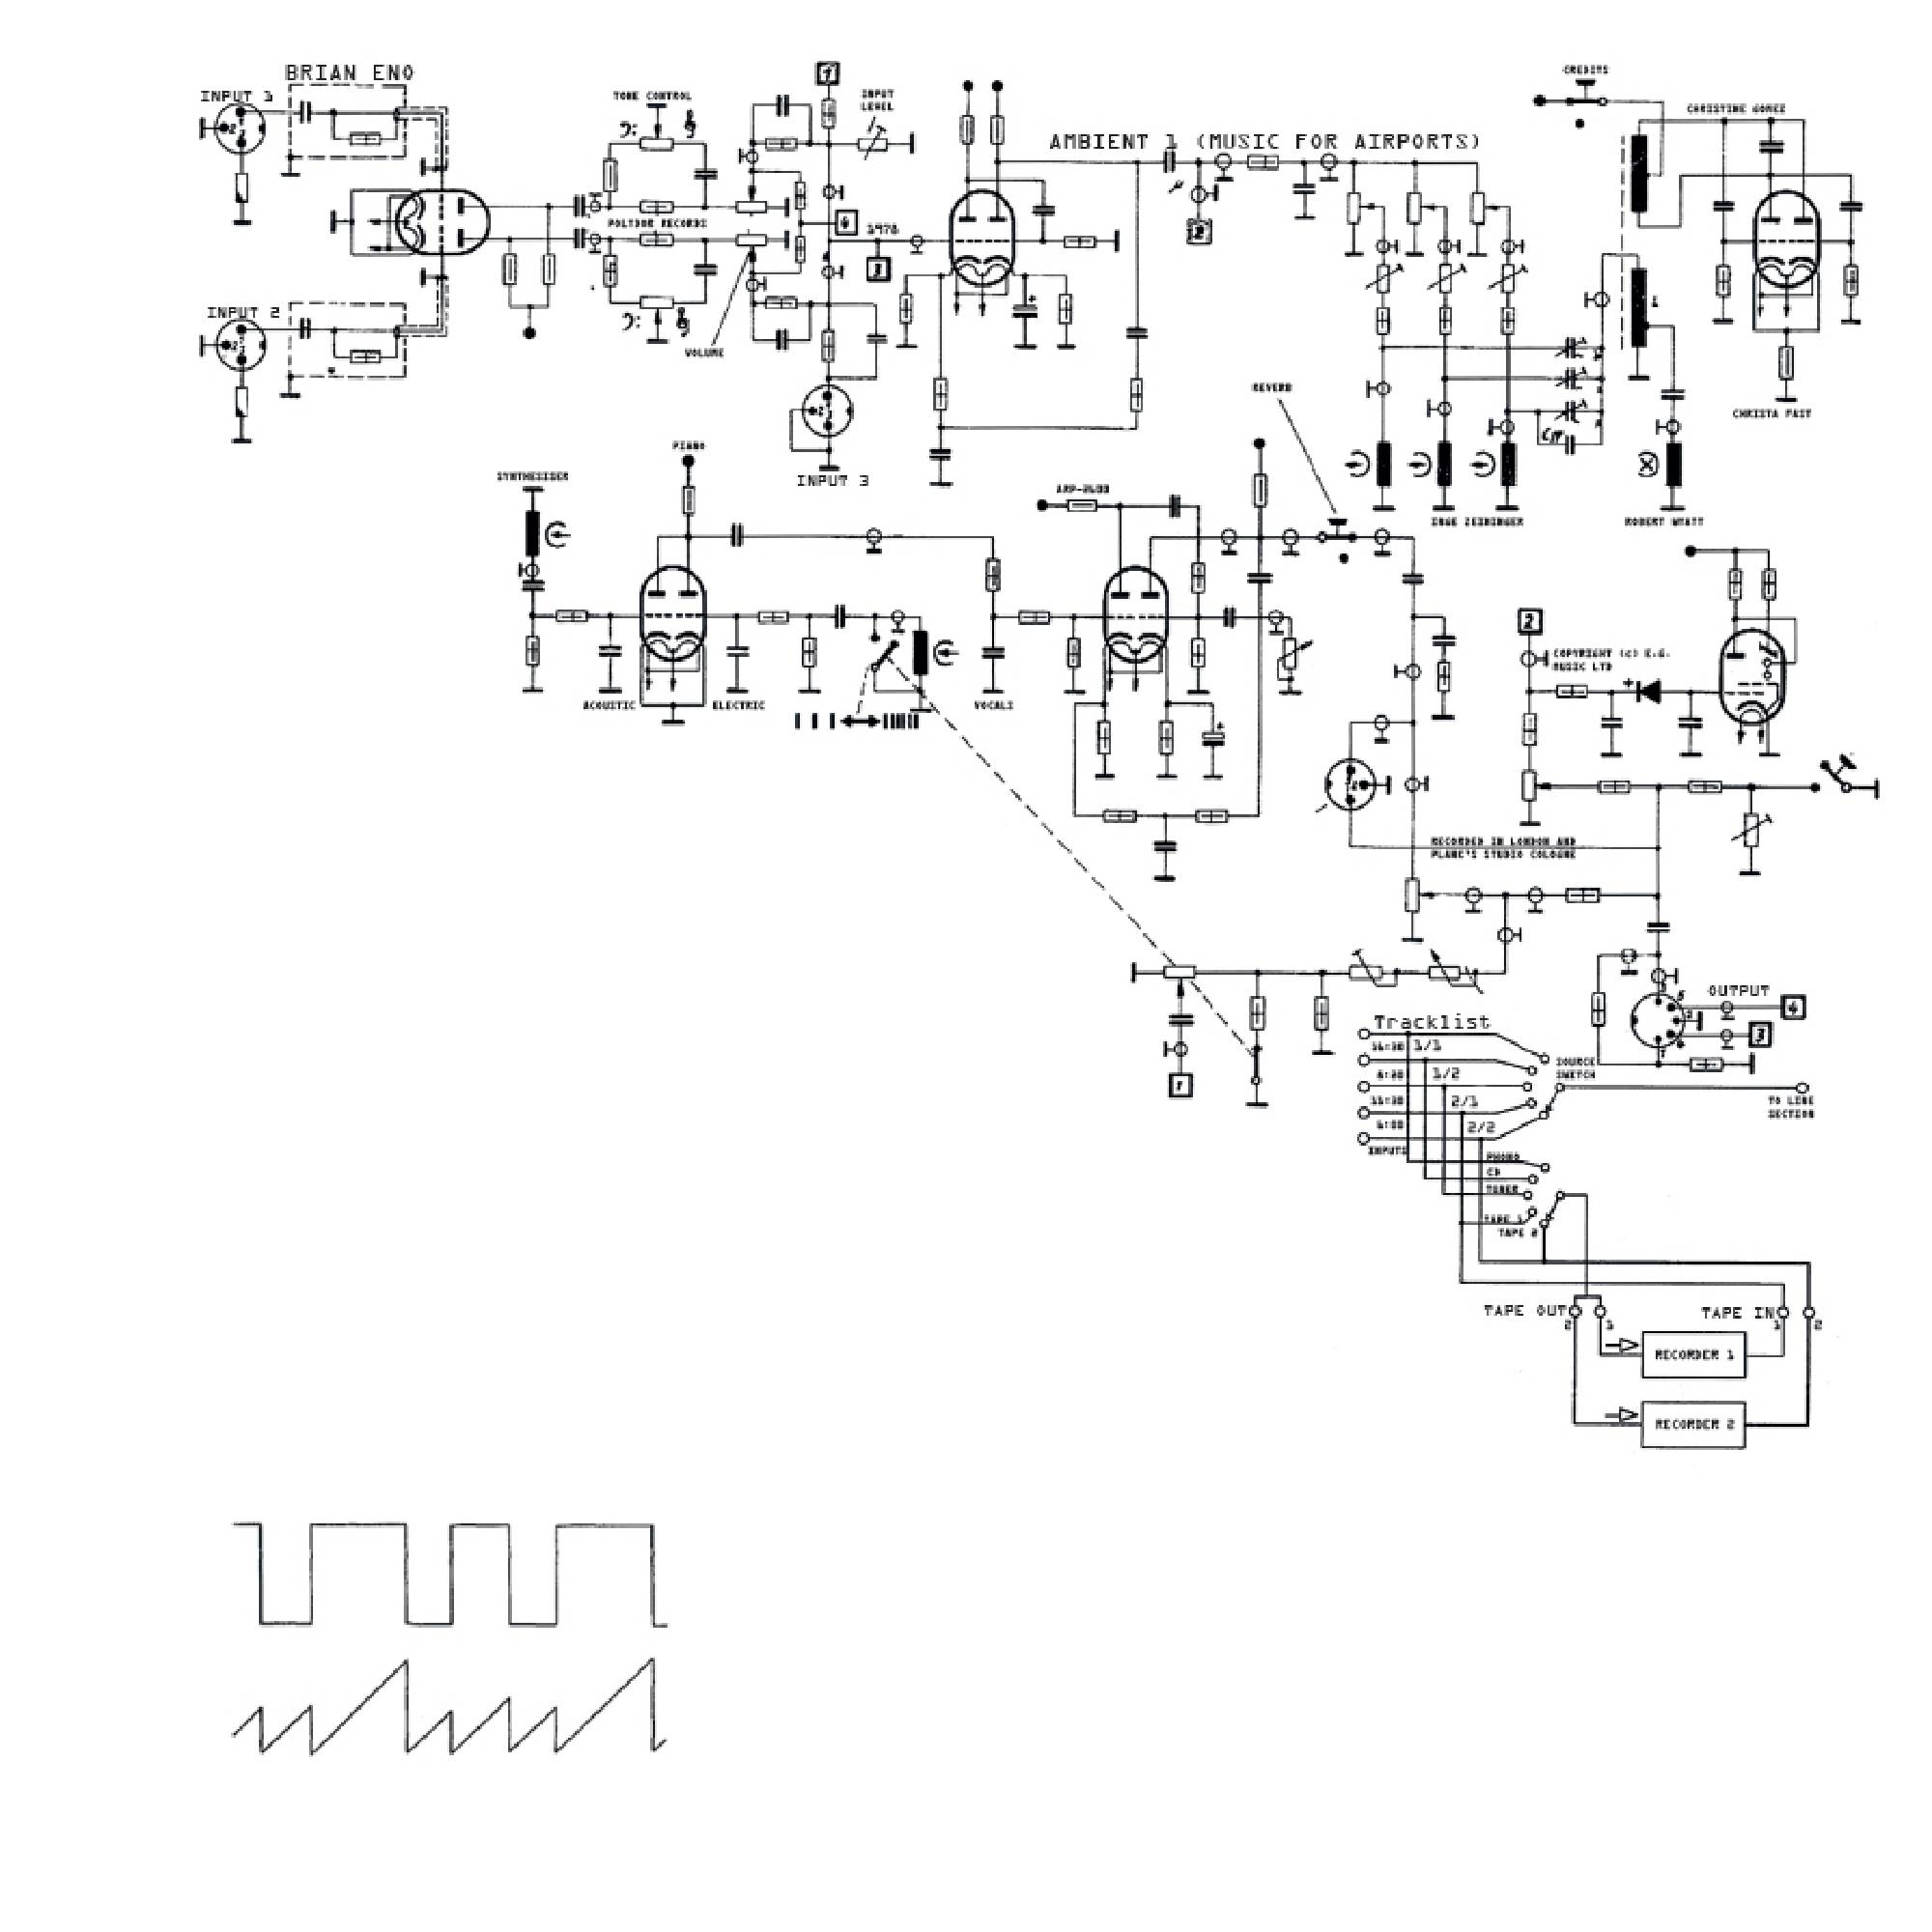 BRIAN ENO
INPUT 1
TONE CONTROL
1
INPUT
LEVEL
CREDITS
CHRISTINE GOMEZ
AMBIENT 1 (MUSIC FOR AIRPORTS)
POLYDOR RECORDS
4
1978
3
INPUT 2
VOLUME
INPUT 3
REVERB
CHRISTA FAST
PIANO
SYNTHESISER
ARP-2600
INGE ZEININGER
ROBERT WYATT
2
COPYRIGHT (C) E.G.
MUSIC LTD
ACOUSTIC
ELECTRIC
VOCALS
RECORDED IN LONDON AND
PLANC'S STUDIO COLOGNE
OUTPUT
4
3
1
Tracklist
16:30 1/1
8:20 1/2
11:30 2/1
6:00 2/2
INPUTS
SOURCE
SWITCH
TO LINE
SECTION
PHONO
CD
TUNER
TAPE 1
TAPE 2
TAPE OUT
2 1
TAPE IN
1 2
RECORDER 1
RECORDER 2